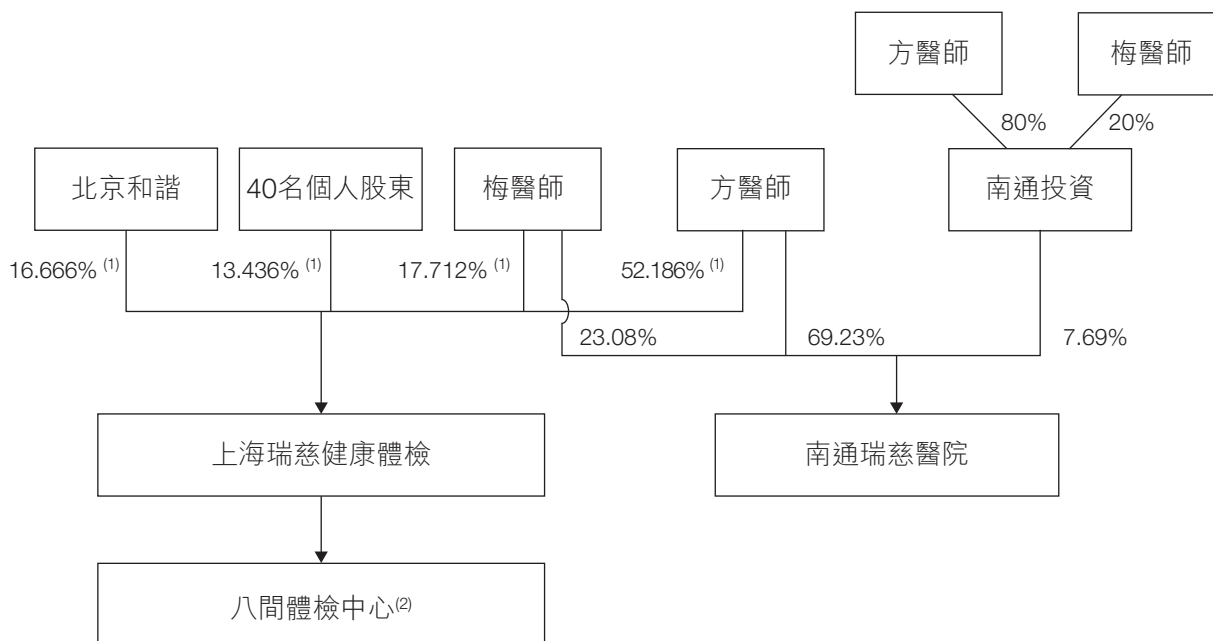 方醫師
梅醫師
80%
20%
北京和諧
40名個人股東
梅醫師
方醫師
南通投資
16.666% (1)
13.436% (1)
17.712% (1)
52.186% (1)
23.08%
69.23%
7.69%
上海瑞慈健康體檢
南通瑞慈醫院
八間體檢中心(2)